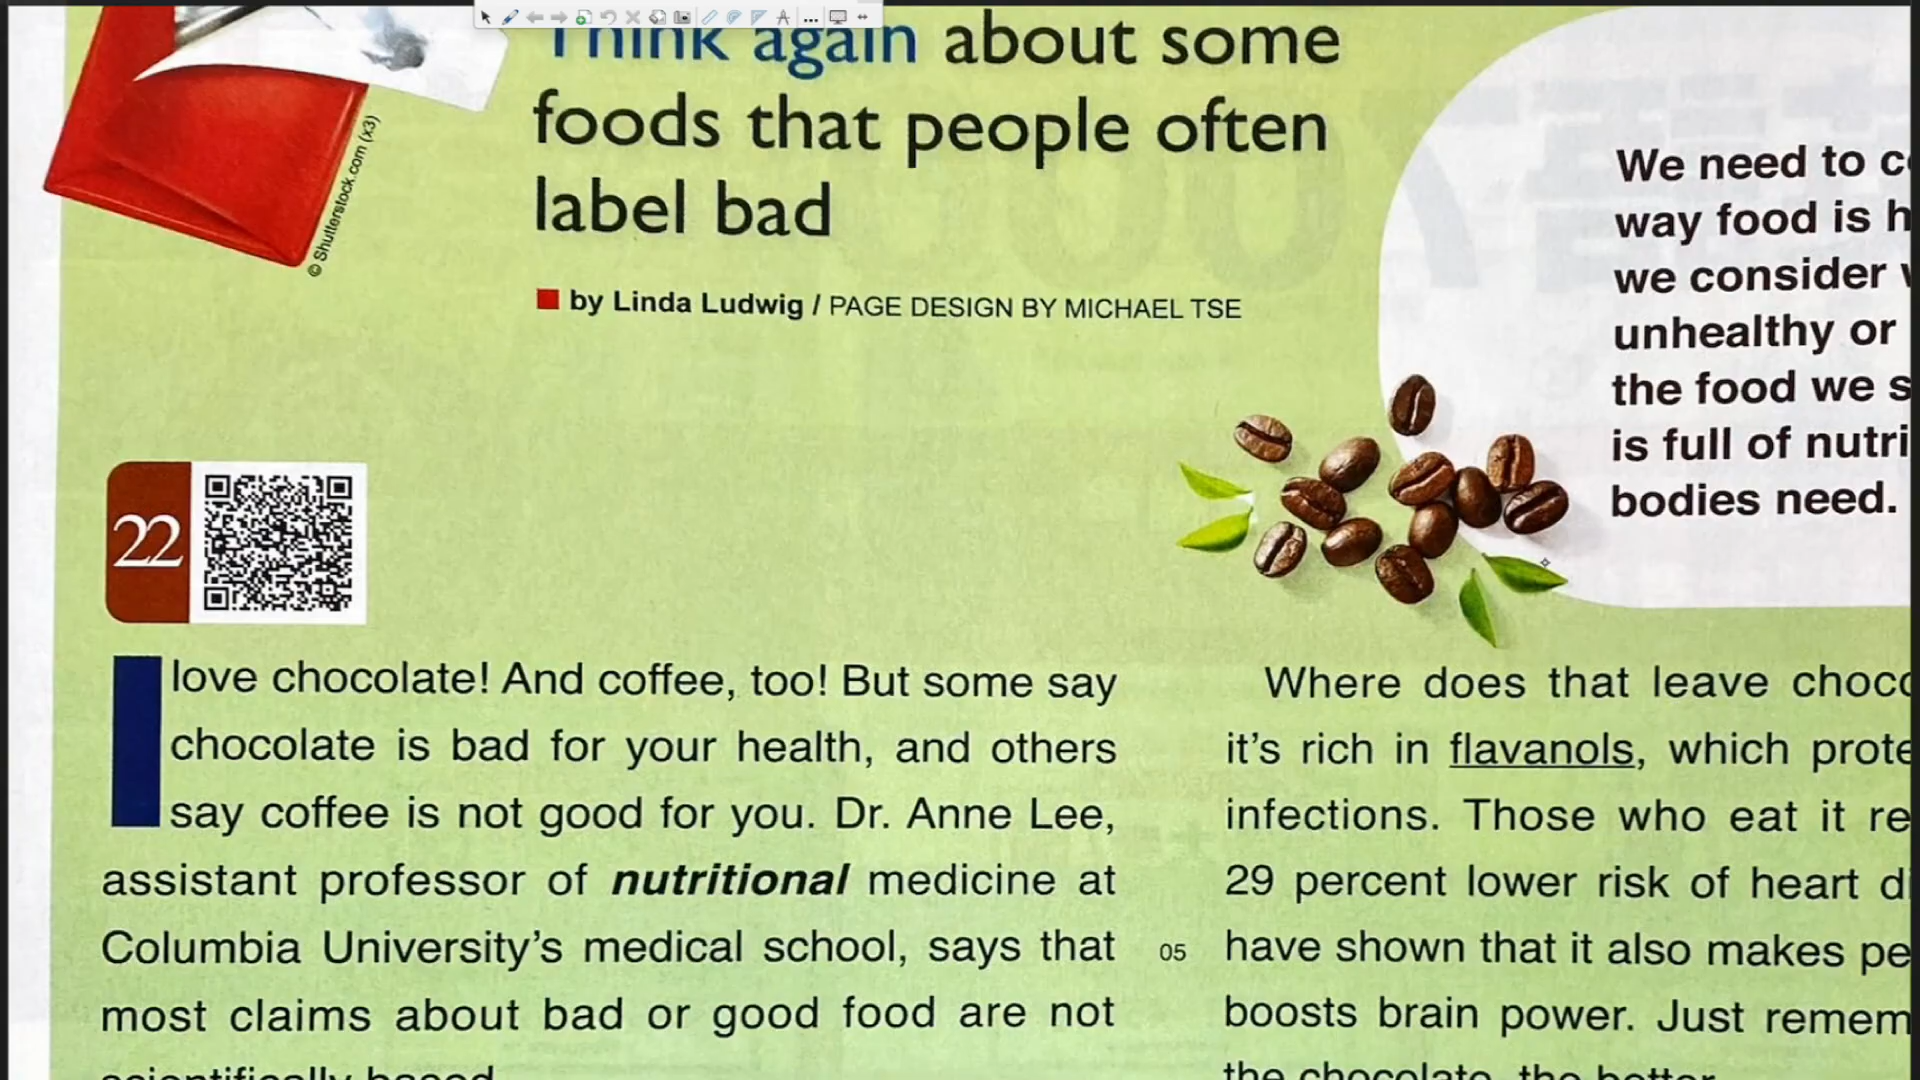 Think again about some
foods that people often
label bad
by Linda Ludwig / PAGE DESIGN BY MICHAEL TSE
© Shutterstock.com (x3)
We need to
way food is
we consider
unhealthy or
the food we
is full of
bodies need.
22
I love chocolate! And coffee, too! But some say
chocolate is bad for your health, and others
say coffee is not good for you. Dr. Anne Lee,
assistant professor of nutritional medicine at
Columbia University's medical school, says that
most claims about bad or good food are not
scientifically based.
05
Where does that leave
it's rich in flavanols, which
infections. Those who eat it
29 percent lower risk of heart
have shown that it also makes
boosts brain power. Just
the chocolate, the better.